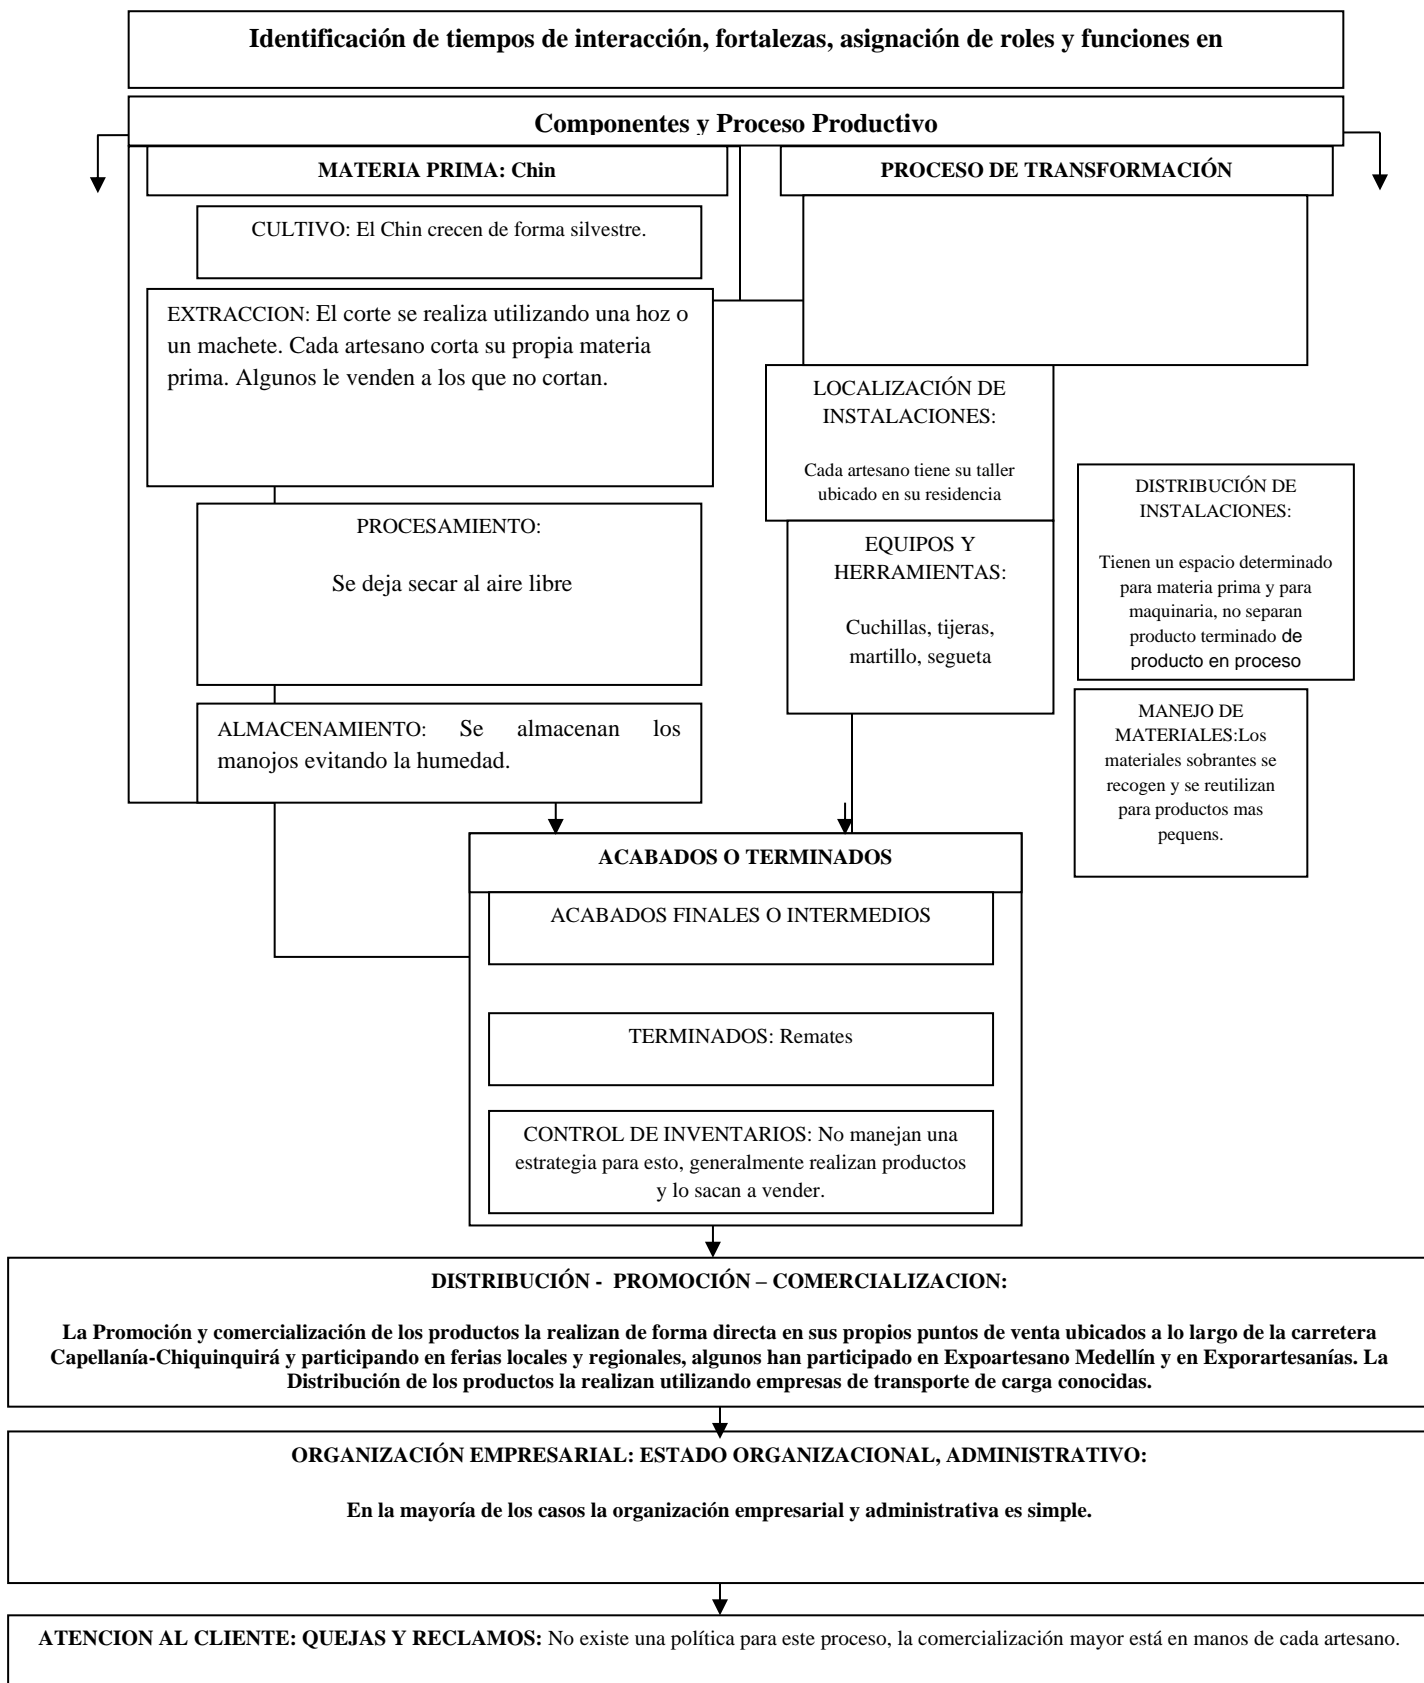 Identificación de tiempos de interacción, fortalezas, asignación de roles y funciones en
Componentes y Proceso Productivo
MATERIA PRIMA: Chin
CULTIVO: El Chin crecen de forma silvestre.
EXTRACCION: El corte se realiza utilizando una hoz o
un machete. Cada artesano corta su propia materia
prima. Algunos le venden a los que no cortan.
PROCESAMIENTO:
Se deja secar al aire libre
ALMACENAMIENTO: Se almacenan los
manojos evitando la humedad.
PROCESO DE TRANSFORMACIÓN
LOCALIZACIÓN DE
INSTALACIONES:
Cada artesano tiene su taller
ubicado en su residencia
EQUIPOS Y
HERRAMIENTAS:
Cuchillas, tijeras,
martillo, segueta
DISTRIBUCIÓN DE
INSTALACIONES:
Tienen un espacio determinado
para materia prima y para
maquinaria, no separan
producto terminado de
producto en proceso
MANEJO DE
MATERIALES:Los
materiales sobrantes se
recogen y se reutilizan
para productos mas
pequens.
ACABADOS O TERMINADOS
ACABADOS FINALES O INTERMEDIOS
TERMINADOS: Remates
CONTROL DE INVENTARIOS: No manejan una
estrategia para esto, generalmente realizan productos
y lo sacan a vender.
DISTRIBUCIÓN - PROMOCIÓN – COMERCIALIZACION:
La Promoción y comercialización de los productos la realizan de forma directa en sus propios puntos de venta ubicados a lo largo de la carretera
Capellanía-Chiquinquirá y participando en ferias locales y regionales, algunos han participado en Expoartesano Medellín y en Exporartesanías. La
Distribución de los productos la realizan utilizando empresas de transporte de carga conocidas.
ORGANIZACIÓN EMPRESARIAL: ESTADO ORGANIZACIONAL, ADMINISTRATIVO:
En la mayoría de los casos la organización empresarial y administrativa es simple.
ATENCION AL CLIENTE: QUEJAS Y RECLAMOS: No existe una política para este proceso, la comercialización mayor está en manos de cada artesano.